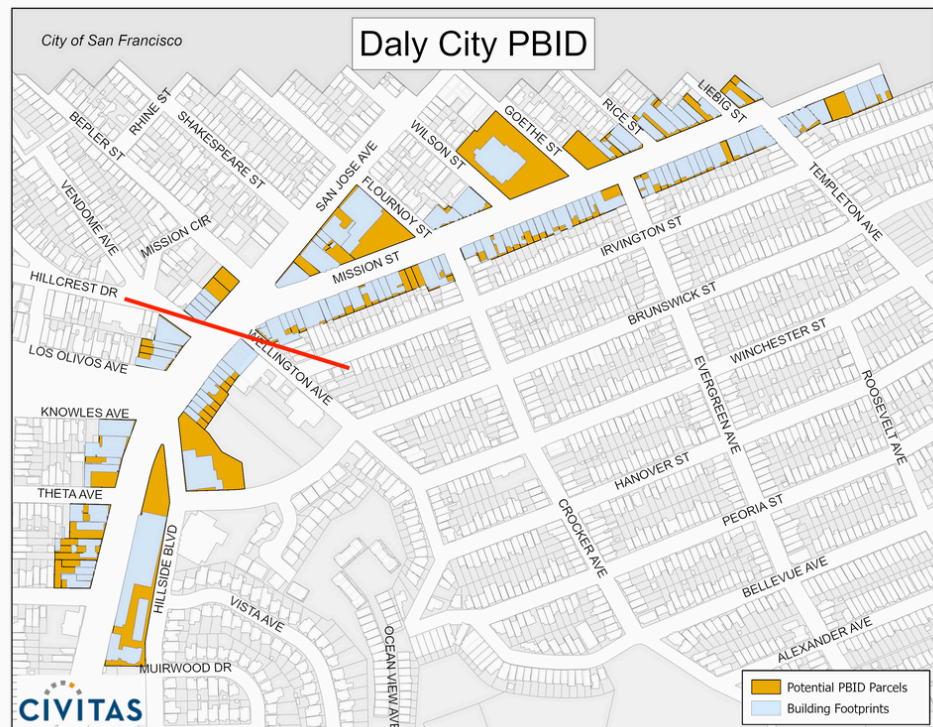 City of San Francisco
Daly City PBID
BEPLER ST
RHINE ST
SHAKESPEARE ST
SAN JOSE AVE
WILSON ST
GOETHE ST
RICE ST
LIEBIG ST
VENDOME AVE
MISSION CIR
FLOURNOY ST
MISSION ST
TEMPLETON AVE
HILLCREST DR
IRVINGTON ST
BRUNSWICK ST
LOS OLIVOS AVE
WELLINGTON AVE
WINCHESTER ST
KNOWLES AVE
EVERGREEN AVE
ROOSEVELT AVE
THETA AVE
HANOVER ST
CROCKER AVE
PEORIA ST
HILLSIDE BLVD
VISTA AVE
OCEAN VIEW AVE
BELLEVUE AVE
ALEXANDER AVE
MUIRWOOD DR
CIVITAS
Potential PBID Parcels
Building Footprints